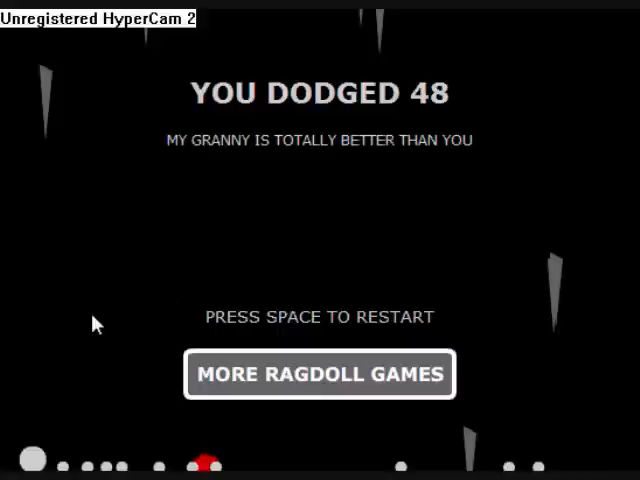 Unregistered HyperCam 2
YOU DODGED 48
MY GRANNY IS TOTALLY BETTER THAN YOU
PRESS SPACE TO RESTART
MORE RAGDOLL GAMES